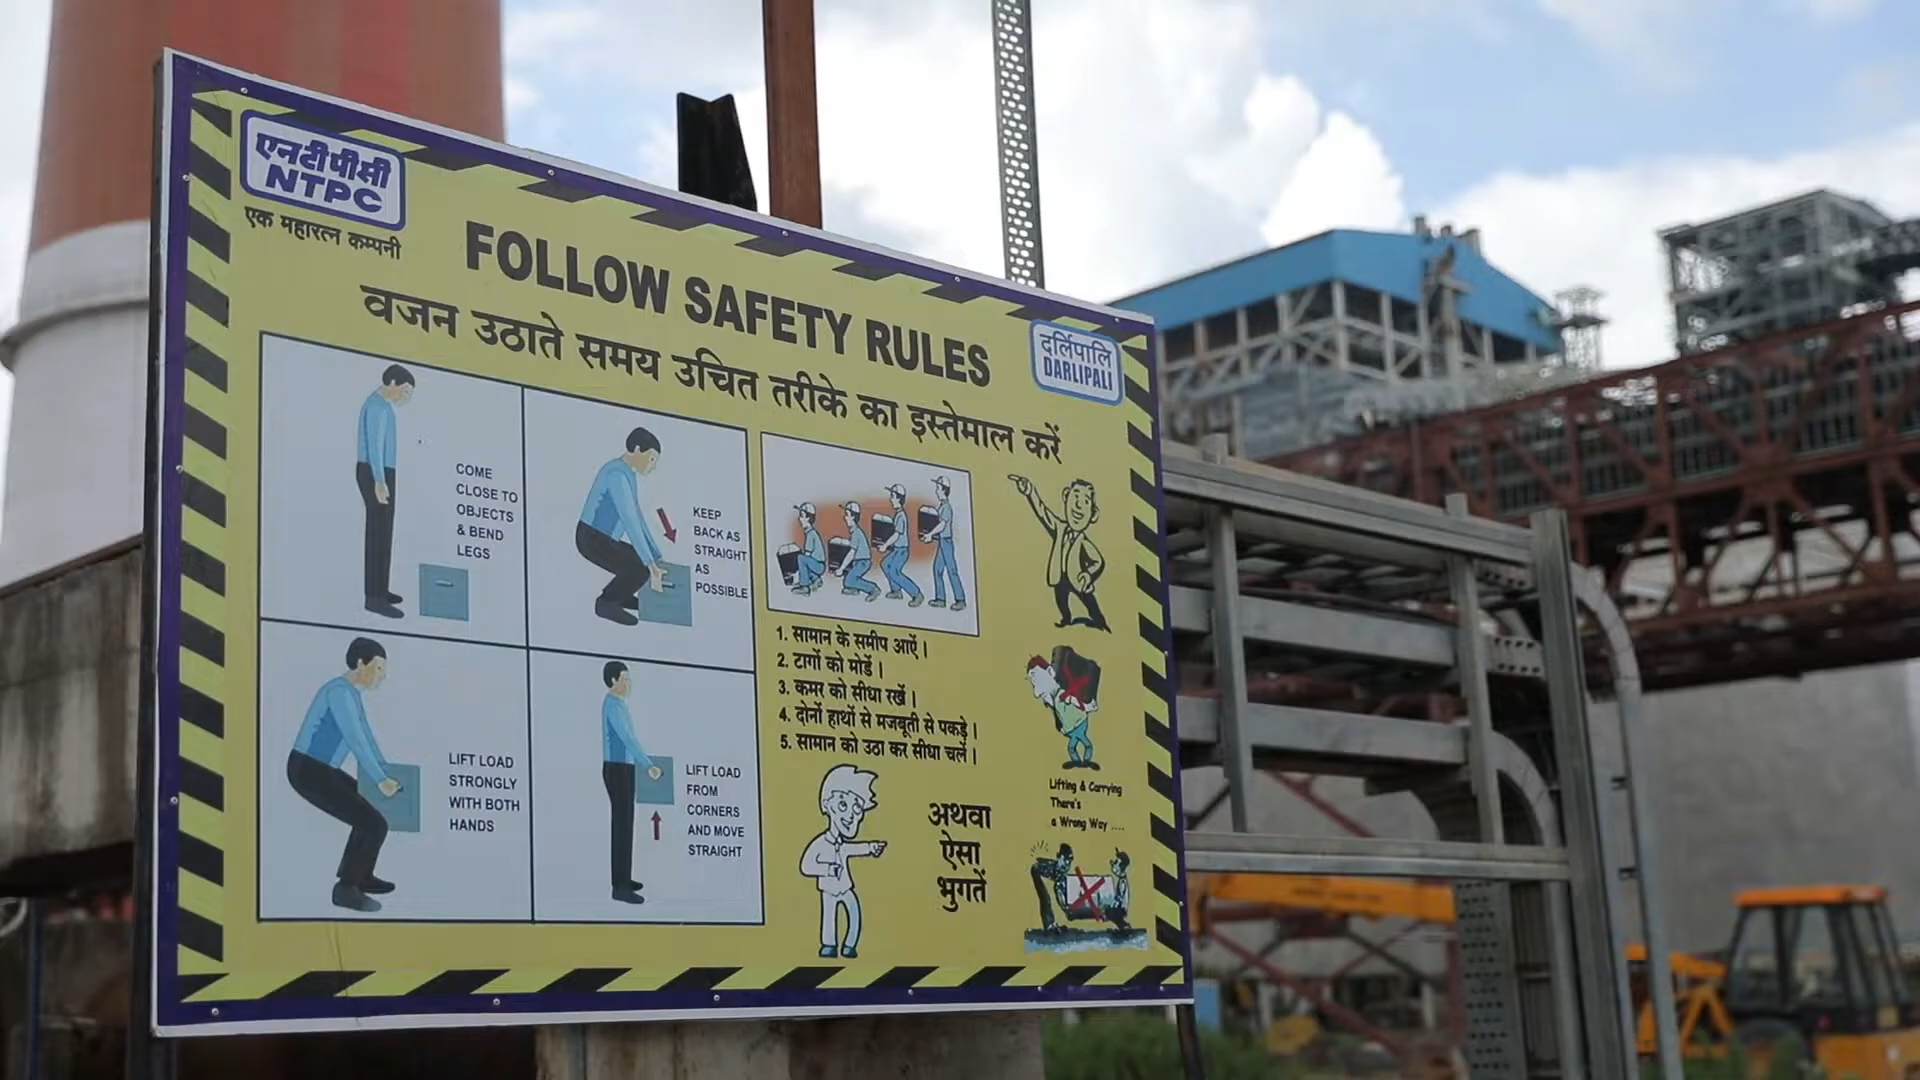 एनटीपीसी
NTPC
एक महारत्न कम्पनी
FOLLOW SAFETY RULES
वजन उठाते समय उचित तरीके का इस्तेमाल करें
दर्लिपालि
DARLIPALI
COME
CLOSE TO
OBJECTS
& BEND
LEGS
KEEP
BACK AS
STRAIGHT
AS
POSSIBLE
LIFT LOAD
STRONGLY
WITH BOTH
HANDS
LIFT LOAD
FROM
CORNERS
AND MOVE
STRAIGHT
1. सामान के समीप आऐं।
2. टागों को मोडें।
3. कमर को सीधा रखें।
4. दोनों हाथों से मजबूती से पकड़े।
5. सामान को उठा कर सीधा चलें।
अथवा
ऐसा
भुगतें
Lifting & Carrying
There's
a Wrong Way ....